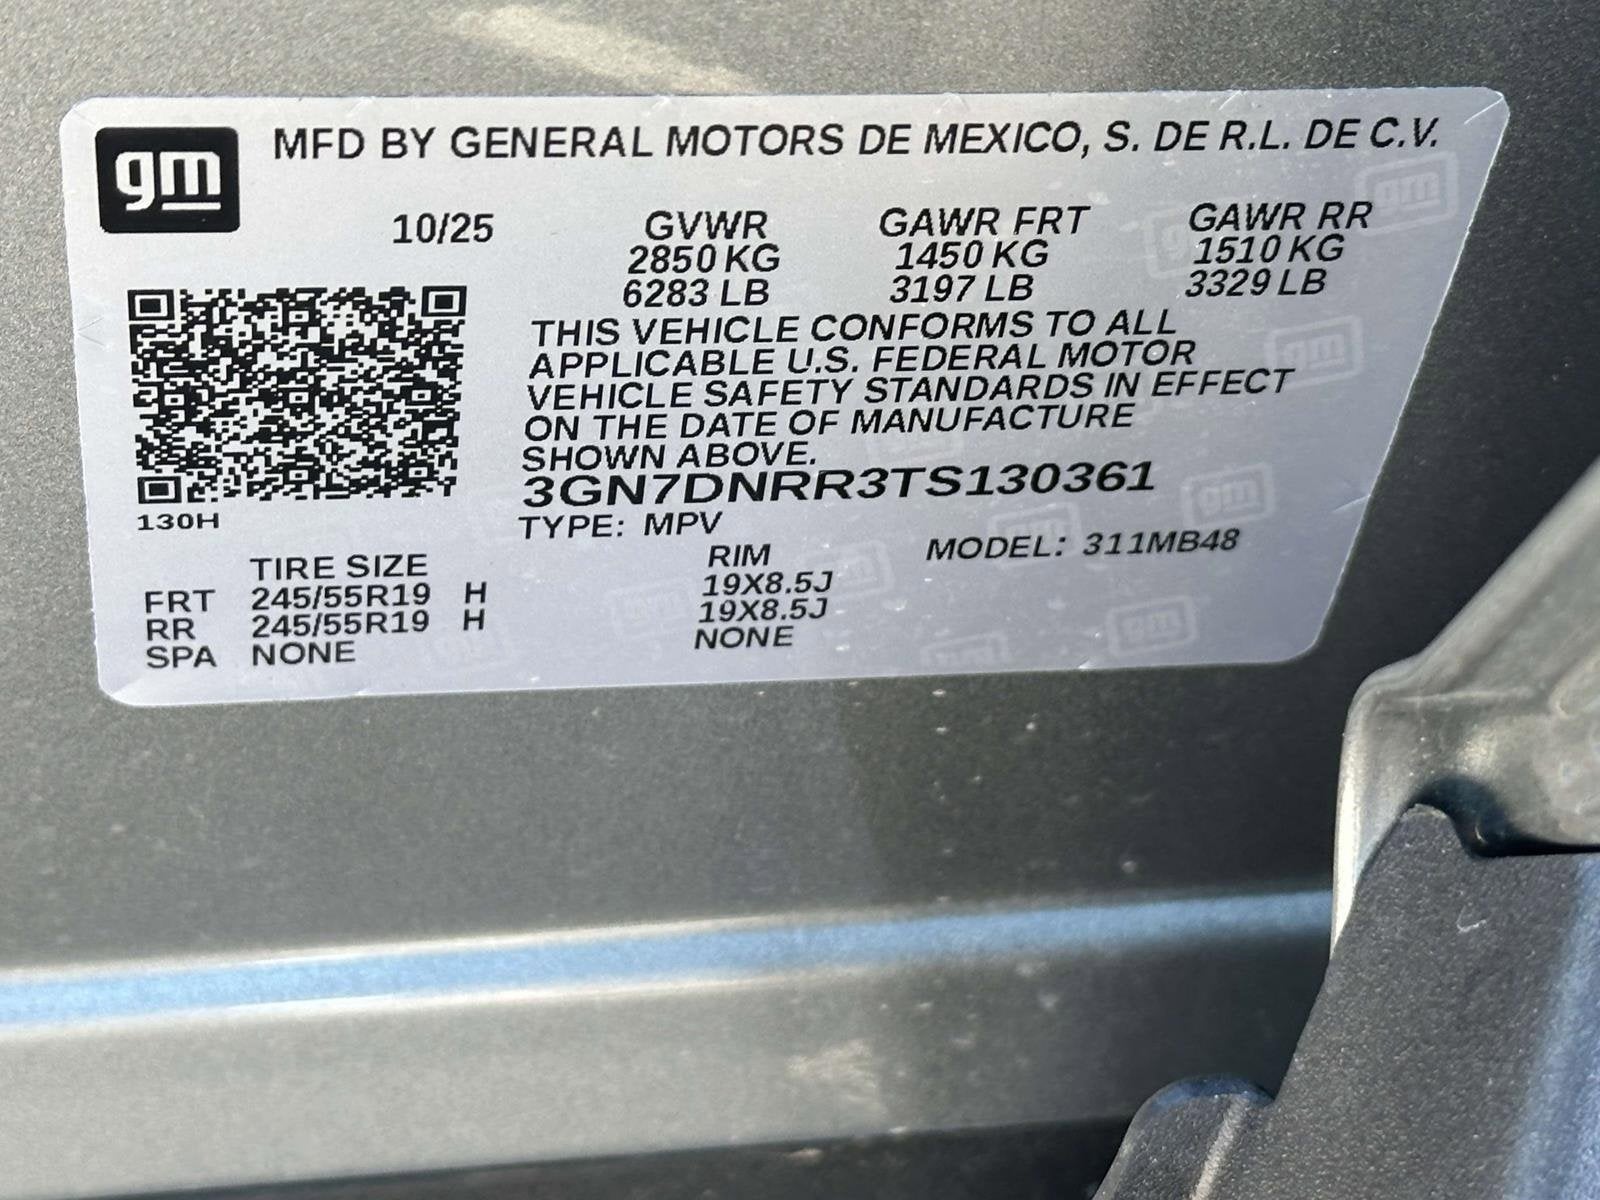 gm MFD BY GENERAL MOTORS DE MEXICO, S. DE R.L. DE C.V.
10/25 GVWR GAWR FRT GAWR RR
2850 KG 1450 KG 1510 KG
6283 LB 3197 LB 3329 LB
THIS VEHICLE CONFORMS TO ALL
APPLICABLE U.S. FEDERAL MOTOR
VEHICLE SAFETY STANDARDS IN EFFECT
ON THE DATE OF MANUFACTURE
SHOWN ABOVE.
3GN7DNRR3TS130361
130H
TYPE: MPV
TIRE SIZE RIM MODEL: 311MB48
FRT 245/55R19 H 19X8.5J
RR 245/55R19 H 19X8.5J
SPA NONE NONE